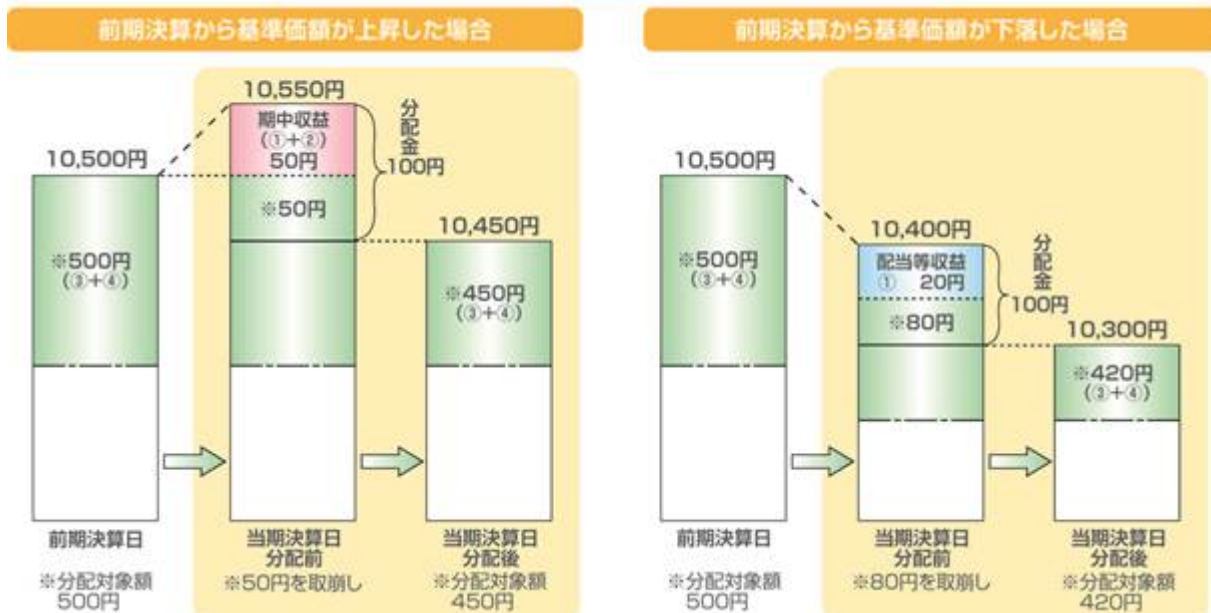 前期決算から基準価額が上昇した場合
10,500円
※500円
(③+④)
前期決算日
※分配対象額
500円
10,550円
期中収益
(①+②)
50円
※50円
分配金
100円
当期決算日
分配前
※50円を取崩し
10,450円
※450円
(③+④)
当期決算日
分配後
※分配対象額
450円
前期決算から基準価額が下落した場合
10,500円
※500円
(③+④)
前期決算日
※分配対象額
500円
10,400円
配当等収益
① 20円
※80円
分配金
100円
当期決算日
分配前
※80円を取崩し
10,300円
※420円
(③+④)
当期決算日
分配後
※分配対象額
420円